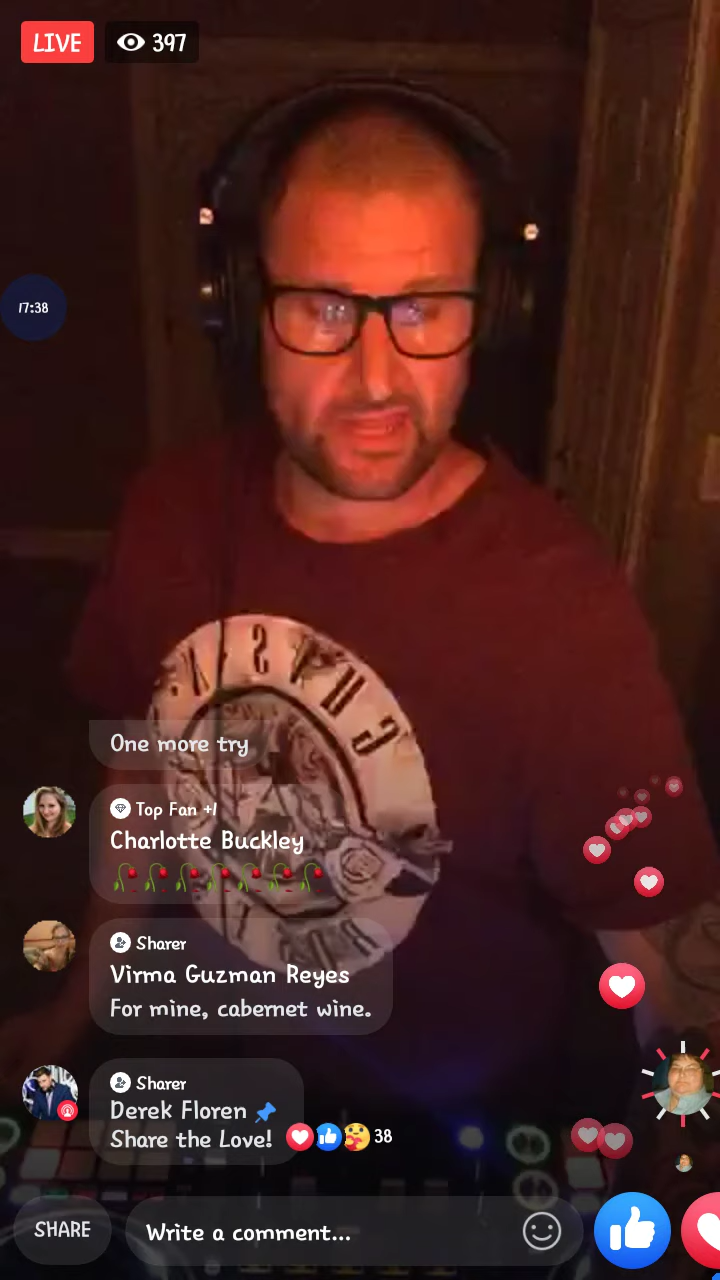 LIVE 397
17:38
One more try
Top Fan +1
Charlotte Buckley
Sharer
Virma Guzman Reyes
For mine, cabernet wine.
Sharer
Derek Floren
Share the Love! 38
SHARE Write a comment...